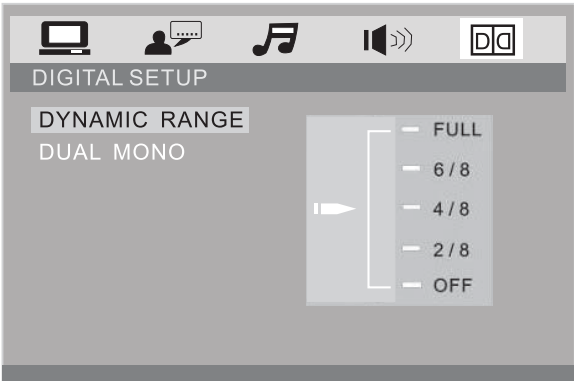 DIGITAL SETUP
DYNAMIC RANGE
DUAL MONO
FULL
6 / 8
4 / 8
2 / 8
OFF